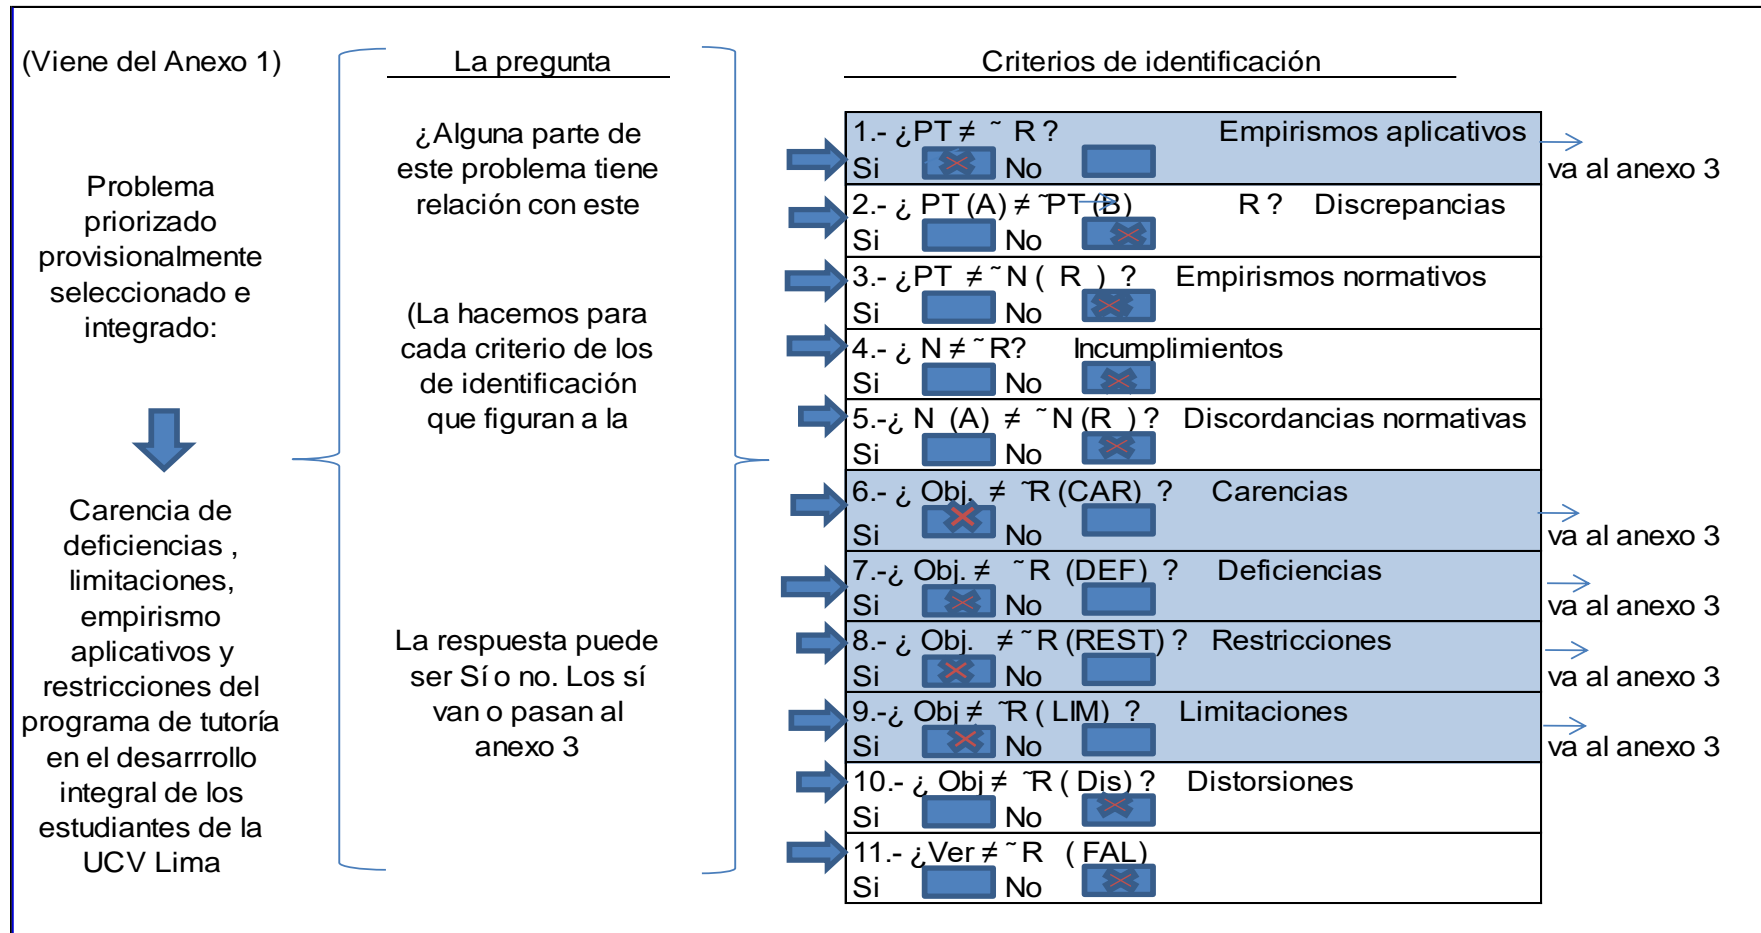 (Viene del Anexo 1)
Problema
priorizado
provisionalmente
seleccionado e
integrado:
Carencia de
deficiencias ,
limitaciones,
empirismo
aplicativos y
restricciones del
programa de tutoría
en el desarrrollo
integral de los
estudiantes de la
UCV Lima
La pregunta
¿Alguna parte de
este problema tiene
relación con este
(La hacemos para
cada criterio de los
de identificación
que figuran a la
La respuesta puede
ser Sí o no. Los sí
van o pasan al
anexo 3
Criterios de identificación
1.- ¿PT ≠ ~ R ? Empirismos aplicativos
Si No
va al anexo 3
2.- ¿ PT (A) ≠ ~PT (B) R ? Discrepancias
Si No
3.- ¿PT ≠ ~ N ( R ) ? Empirismos normativos
Si No
4.- ¿ N ≠ ~ R? Incumplimientos
Si No
5.-¿ N (A) ≠ ~ N (R ) ? Discordancias normativas
Si No
6.- ¿ Obj. ≠ ~R (CAR) ? Carencias
Si No
va al anexo 3
7.-¿ Obj. ≠ ~ R (DEF) ? Deficiencias
Si No
va al anexo 3
8.- ¿ Obj. ≠ ~ R (REST) ? Restricciones
Si No
va al anexo 3
9.-¿ Obj ≠ ~R ( LIM) ? Limitaciones
Si No
va al anexo 3
10.- ¿ Obj ≠ ~R ( Dis) ? Distorsiones
Si No
11.- ¿Ver ≠ ~ R ( FAL)
Si No